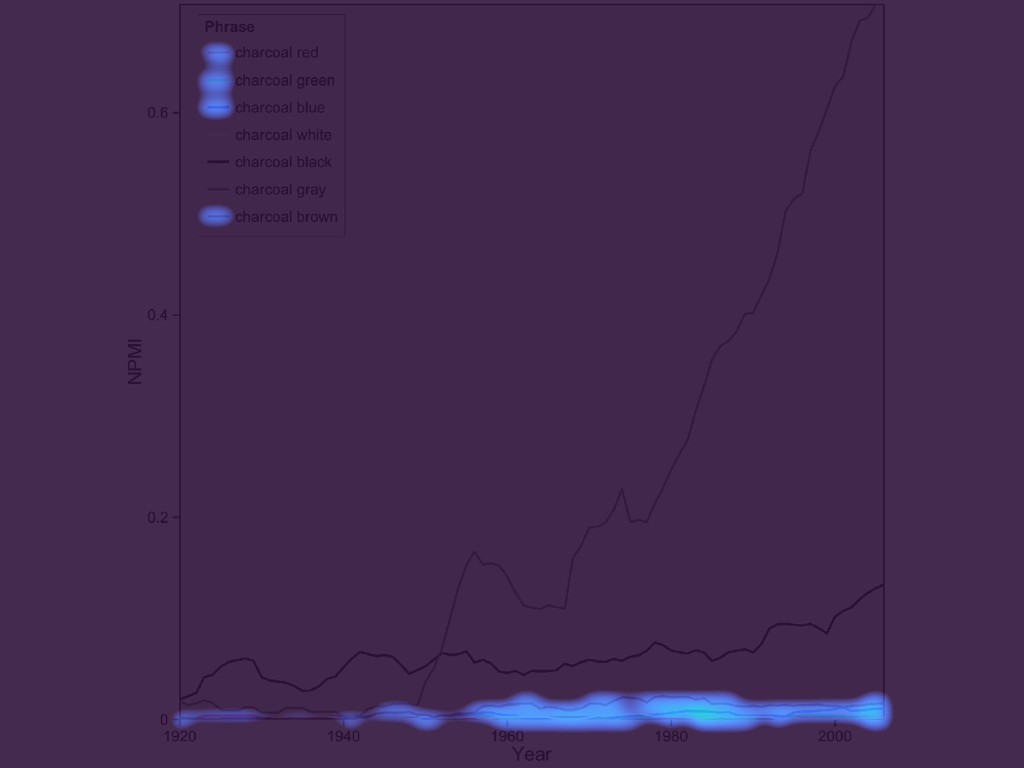 Phrase
charcoal red
charcoal green
charcoal blue
charcoal white
charcoal black
charcoal gray
charcoal brown
0.6
0.4
NPMI
0.2
0
1920 1940 1960 1980 2000
Year